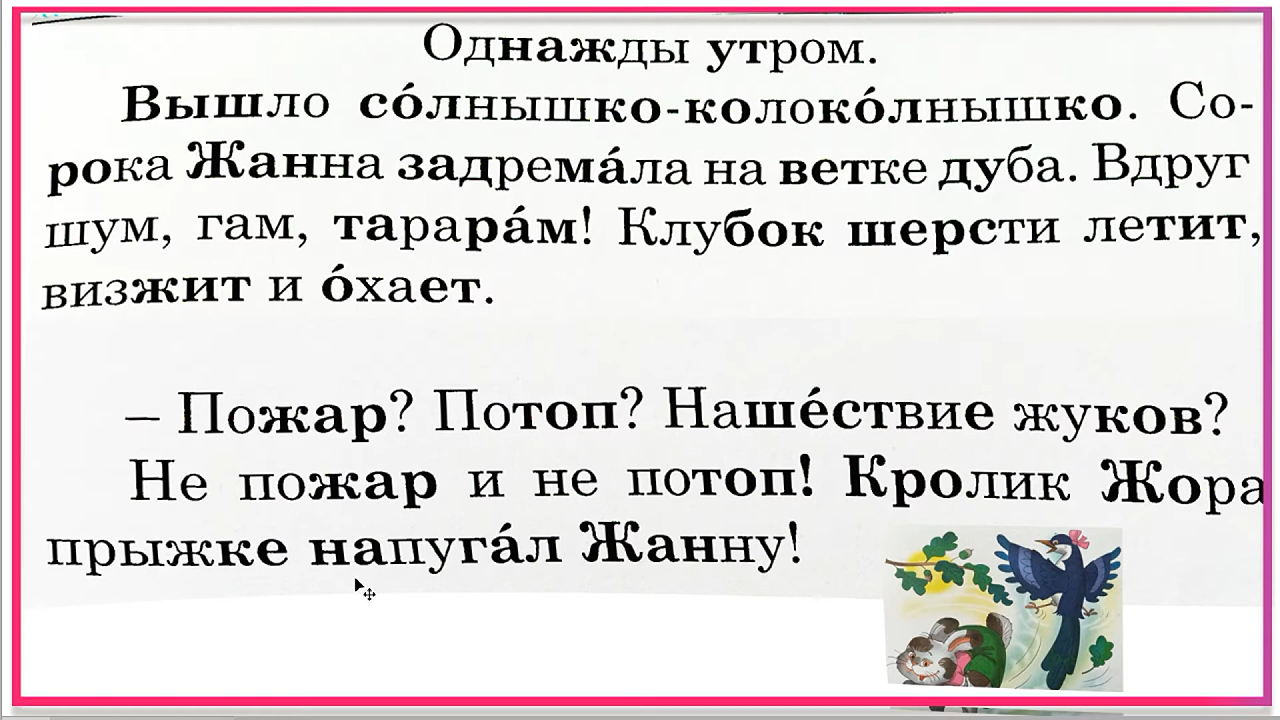 Однажды утром.
Вышло со́лнышко-колоко́лнышко. Со-
рока Жанна задрема́ла на ветке дуба. Вдруг
шум, гам, тарара́м! Клубок шерсти летит,
визжит и о́хает.
– Пожар? Потоп? Наше́ствие жуков?
Не пожар и не потоп! Кролик Жора
прыжке напуга́л Жанну!